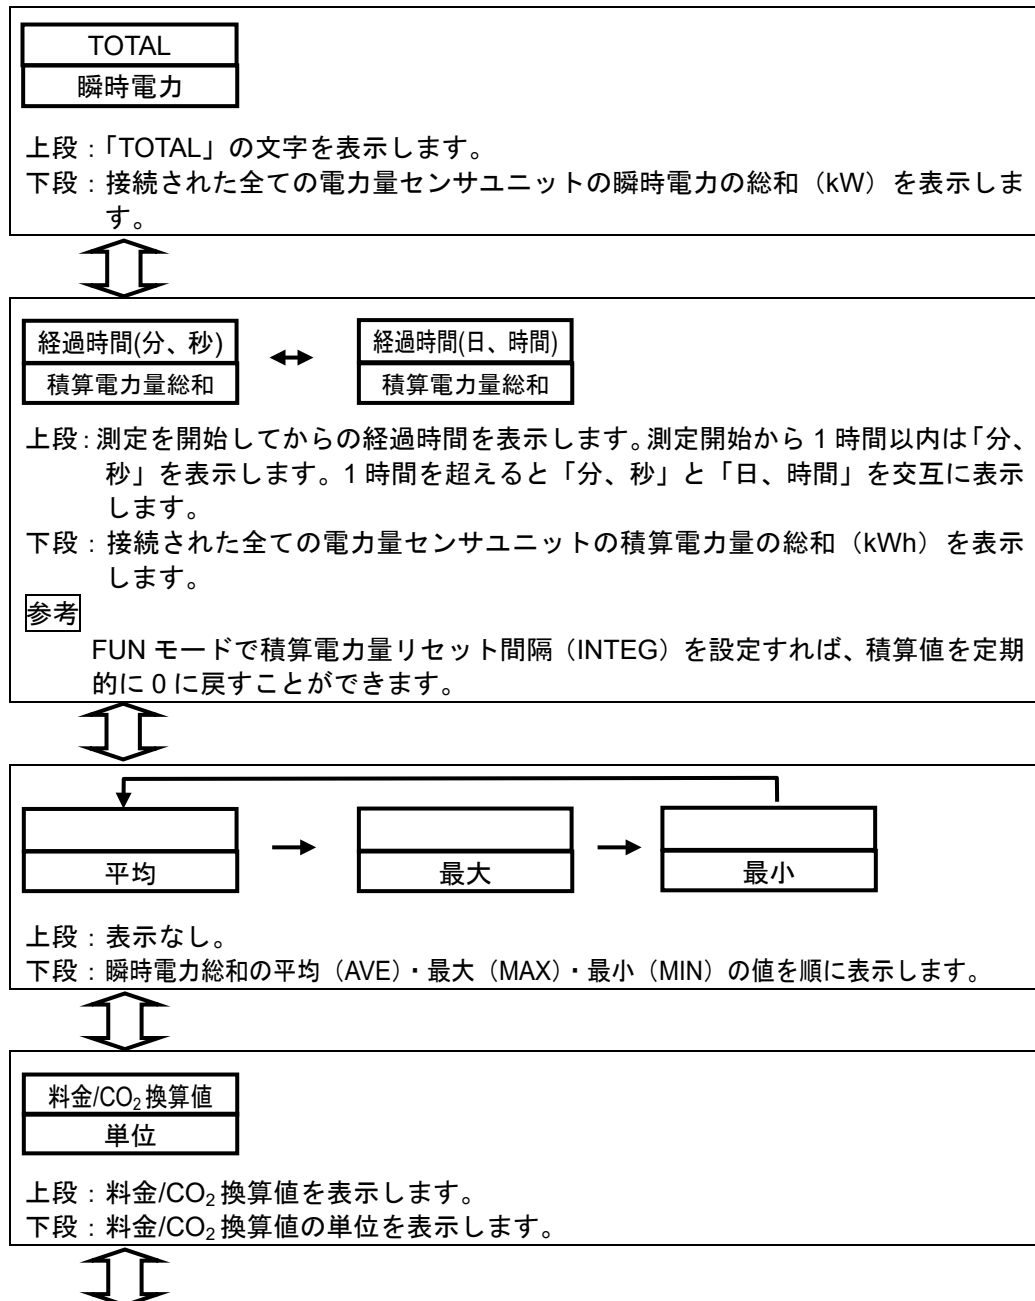 TOTAL
瞬時電力
上段:「TOTAL」の文字を表示します。
下段:接続された全ての電力量センサユニットの瞬時電力の総和(kW)を表示しま
す。
経過時間(分、秒)
積算電力量総和
経過時間(日、時間)
積算電力量総和
上段:測定を開始してからの経過時間を表示します。測定開始から 1 時間以内は「分、
秒」を表示します。1 時間を超えると「分、秒」と「日、時間」を交互に表示
します。
下段:接続された全ての電力量センサユニットの積算電力量の総和(kWh)を表示
します。
参考
FUN モードで積算電力量リセット間隔(INTEG)を設定すれば、積算値を定期
的に 0 に戻すことができます。
平均
最大
最小
上段:表示なし。
下段:瞬時電力総和の平均(AVE)・最大(MAX)・最小(MIN)の値を順に表示します。
料金/CO₂換算値
単位
上段:料金/CO₂換算値を表示します。
下段:料金/CO₂換算値の単位を表示します。